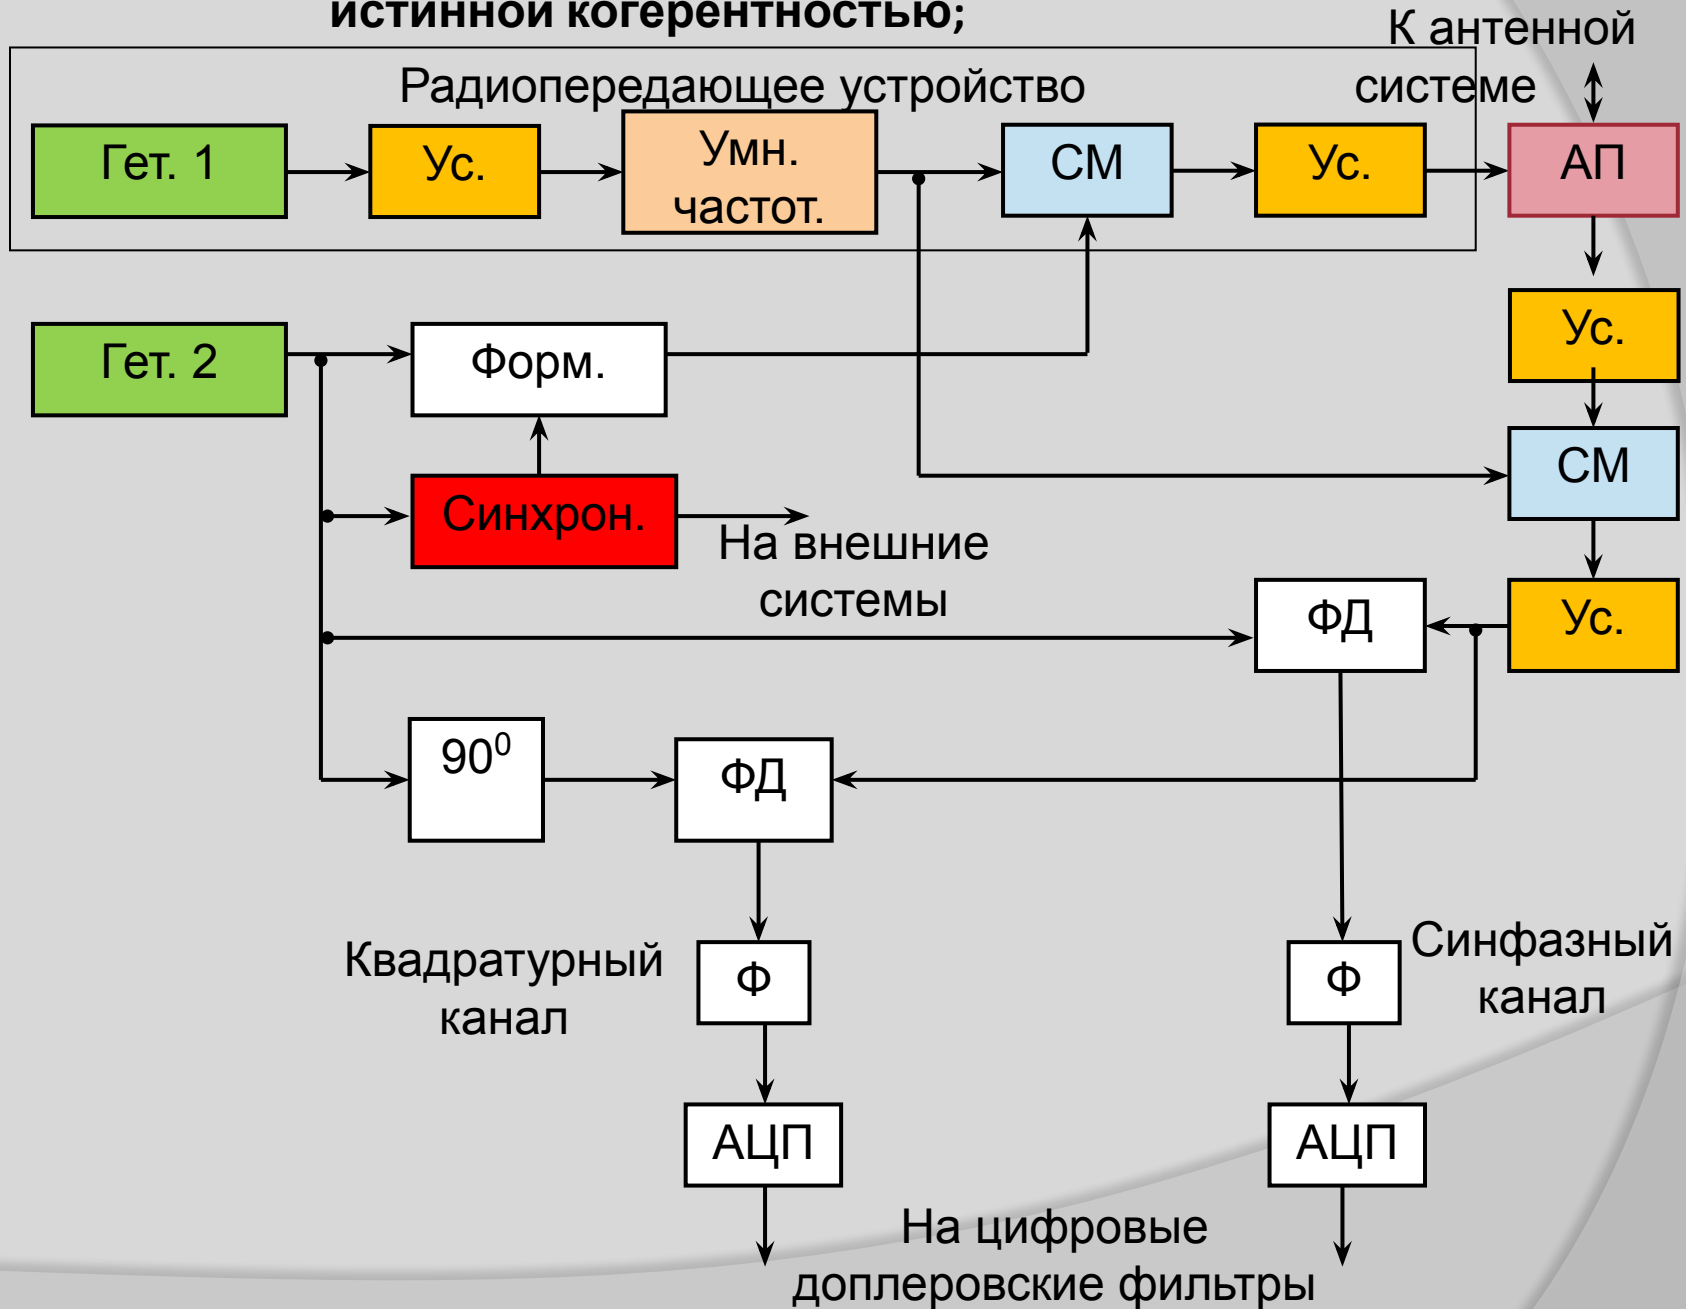 истинной когерентностью;
К антенной
системе
Радиопередающее устройство
Гет. 1
Ус.
Умн.
частот.
СМ
Ус.
АП
Гет. 2
Форм.
Ус.
СМ
Синхрон.
На внешние
системы
ФД
Ус.
90⁰
ФД
Квадратурный
канал
Ф
Ф
Синфазный
канал
АЦП
АЦП
На цифровые
доплеровские фильтры